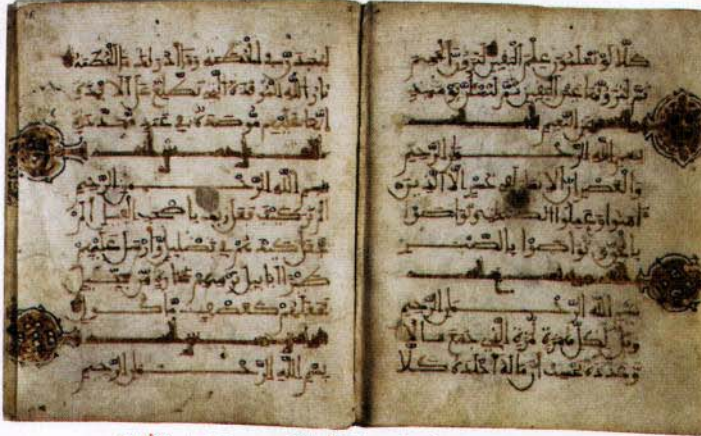 كلا لو تعلمون علم اليقين لترون الجحيم
ثم لترونها عين اليقين ثم لتسئلن يومئذ
عن النعيم
بسم الله الرحمن الرحيم
والعصر ان الانسن لفي خسر الا الذين
ءامنوا وعملوا الصلحت وتواصوا
بالحق وتواصوا بالصبر
بسم الله الرحمن الرحيم
ويل لكل همزة لمزة الذي جمع مالا
وعدده يحسب ان ماله اخلده كلا
لينبذن في الحطمة وما ادريك ما الحطمة
نار الله الموقدة التي تطلع على الافئدة
انها عليهم مؤصدة في عمد ممددة
بسم الله الرحمن الرحيم
الم تر كيف فعل ربك باصحب الفيل الم
يجعل كيدهم في تضليل وارسل عليهم
طيرا ابابيل ترميهم بحجارة من سجيل
فجعلهم كعصف ماكول
بسم الله الرحمن الرحيم